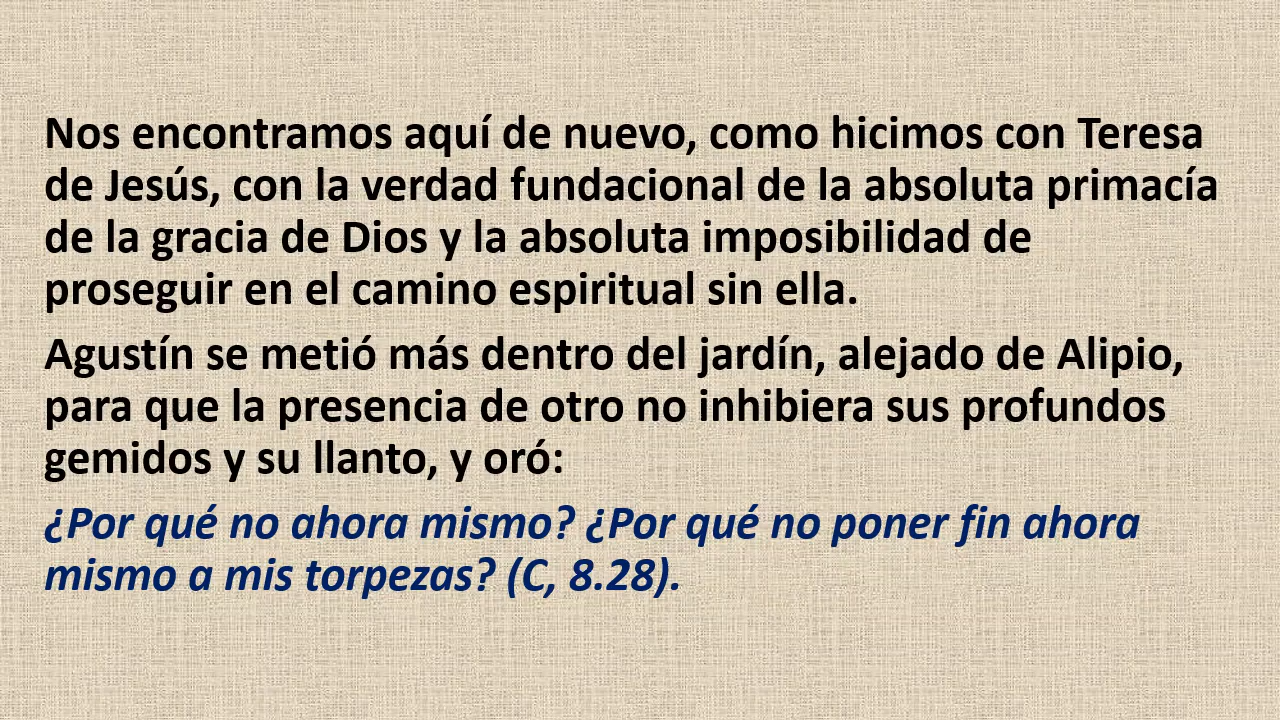 Nos encontramos aquí de nuevo, como hicimos con Teresa
de Jesús, con la verdad fundacional de la absoluta primacía
de la gracia de Dios y la absoluta imposibilidad de
proseguir en el camino espiritual sin ella.
Agustín se metió más dentro del jardín, alejado de Alipio,
para que la presencia de otro no inhibiera sus profundos
gemidos y su llanto, y oró:
¿Por qué no ahora mismo? ¿Por qué no poner fin ahora
mismo a mis torpezas? (C, 8.28).